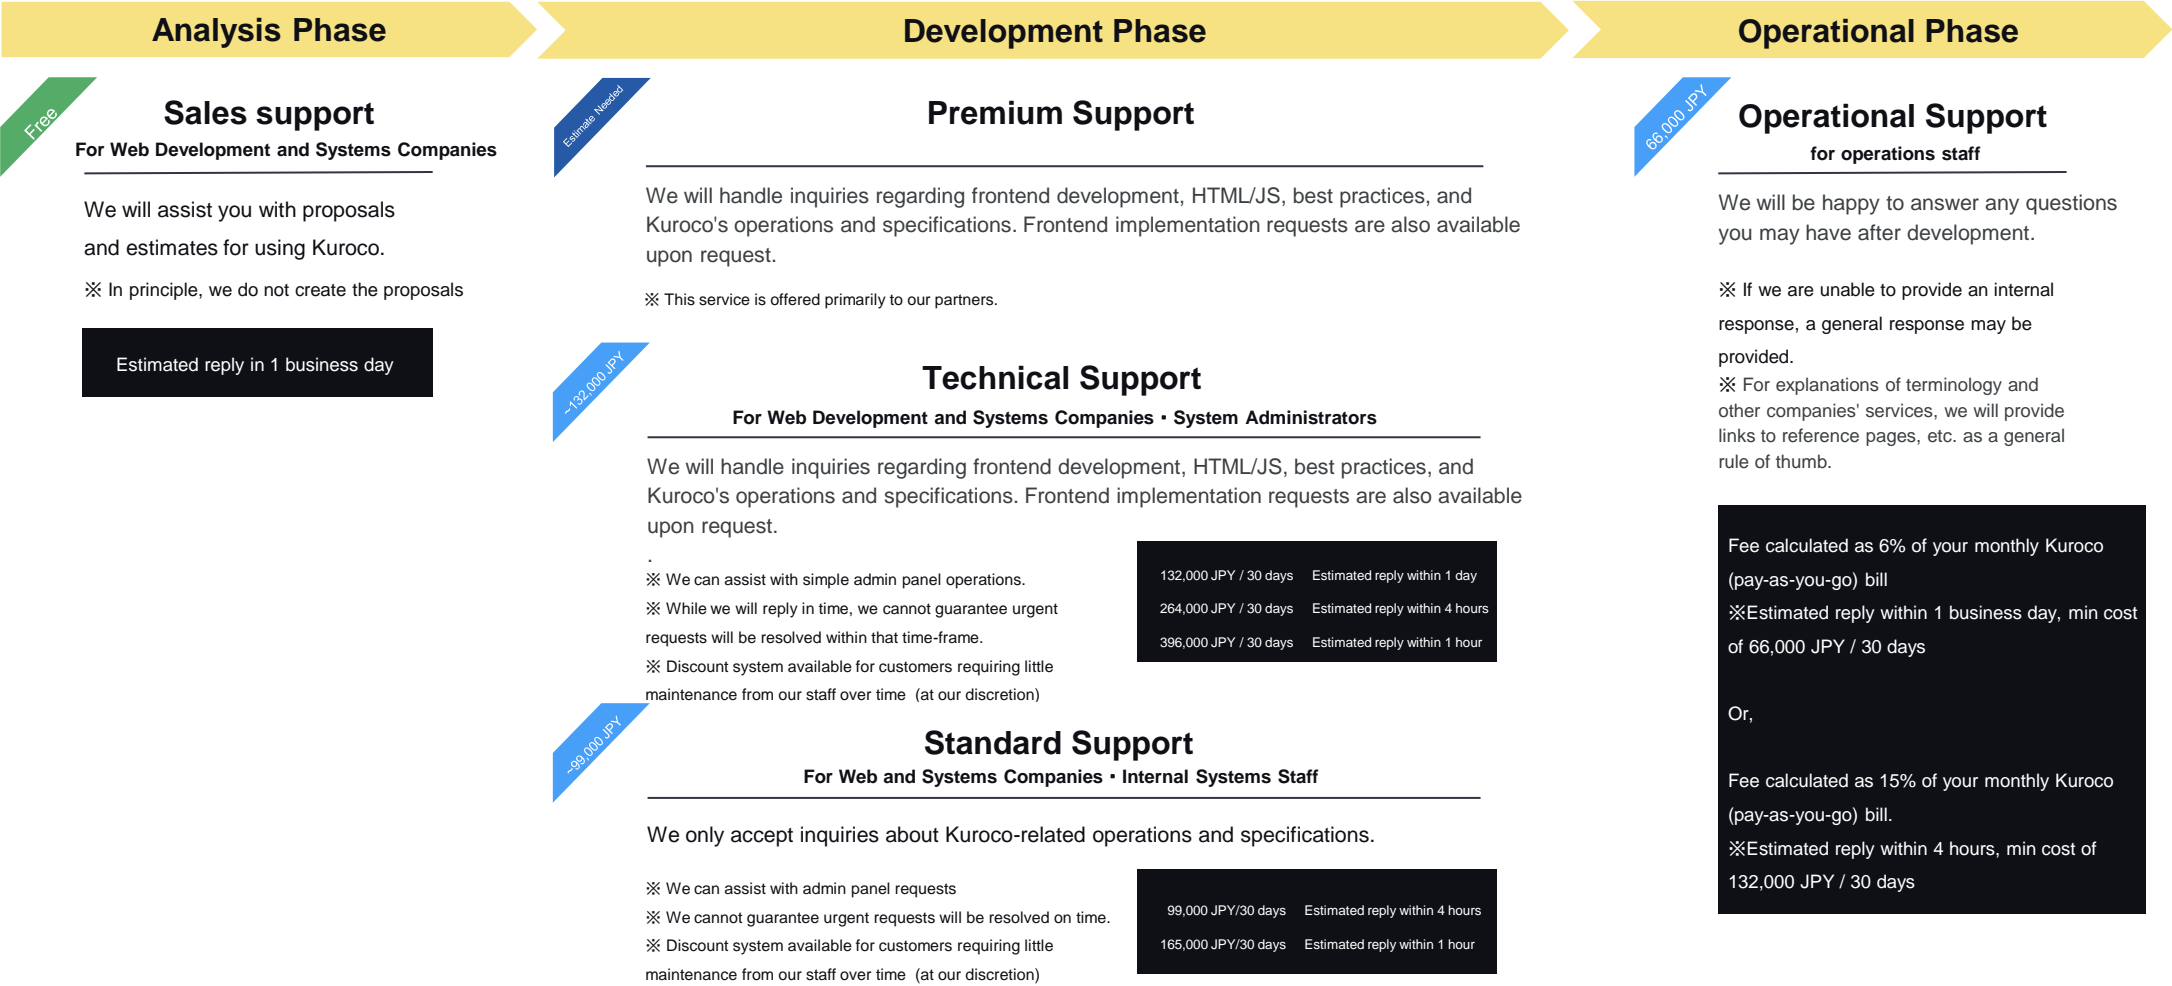 Analysis Phase
Development Phase
Operational Phase
Free
Sales support
For Web Development and Systems Companies
We will assist you with proposals
and estimates for using Kuroco.
※ In principle, we do not create the proposals
Estimated reply in 1 business day
Estimate Needed
Premium Support
We will handle inquiries regarding frontend development, HTML/JS, best practices, and
Kuroco's operations and specifications. Frontend implementation requests are also available
upon request.
※ This service is offered primarily to our partners.
~132,000 JPY
Technical Support
For Web Development and Systems Companies・System Administrators
We will handle inquiries regarding frontend development, HTML/JS, best practices, and
Kuroco's operations and specifications. Frontend implementation requests are also available
upon request.
.
※ We can assist with simple admin panel operations.
※ While we will reply in time, we cannot guarantee urgent
requests will be resolved within that time-frame.
※ Discount system available for customers requiring little
maintenance from our staff over time (at our discretion)
132,000 JPY / 30 days Estimated reply within 1 day
264,000 JPY / 30 days Estimated reply within 4 hours
396,000 JPY / 30 days Estimated reply within 1 hour
~99,000 JPY
Standard Support
For Web and Systems Companies・Internal Systems Staff
We only accept inquiries about Kuroco-related operations and specifications.
※ We can assist with admin panel requests
※ We cannot guarantee urgent requests will be resolved on time.
※ Discount system available for customers requiring little
maintenance from our staff over time (at our discretion)
99,000 JPY/30 days Estimated reply within 4 hours
165,000 JPY/30 days Estimated reply within 1 hour
66,000 JPY
Operational Support
for operations staff
We will be happy to answer any questions
you may have after development.
※ If we are unable to provide an internal
response, a general response may be
provided.
※ For explanations of terminology and
other companies' services, we will provide
links to reference pages, etc. as a general
rule of thumb.
Fee calculated as 6% of your monthly Kuroco
(pay-as-you-go) bill
※Estimated reply within 1 business day, min cost
of 66,000 JPY / 30 days
Or,
Fee calculated as 15% of your monthly Kuroco
(pay-as-you-go) bill.
※Estimated reply within 4 hours, min cost of
132,000 JPY / 30 days